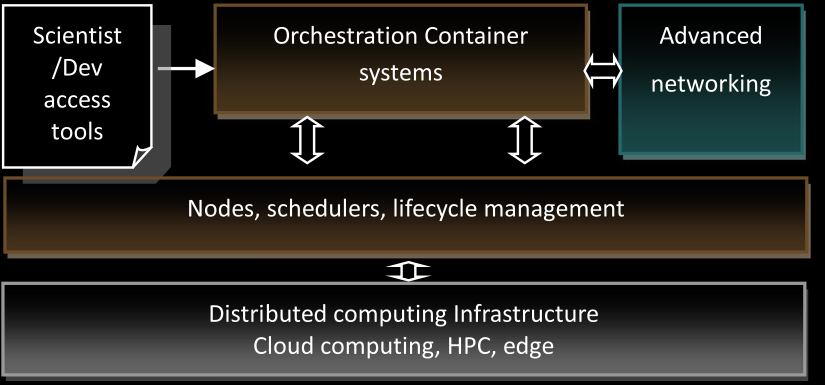 Scientist
/Dev
access
tools
Orchestration Container
systems
Advanced
networking
Nodes, schedulers, lifecycle management
Distributed computing Infrastructure
Cloud computing, HPC, edge